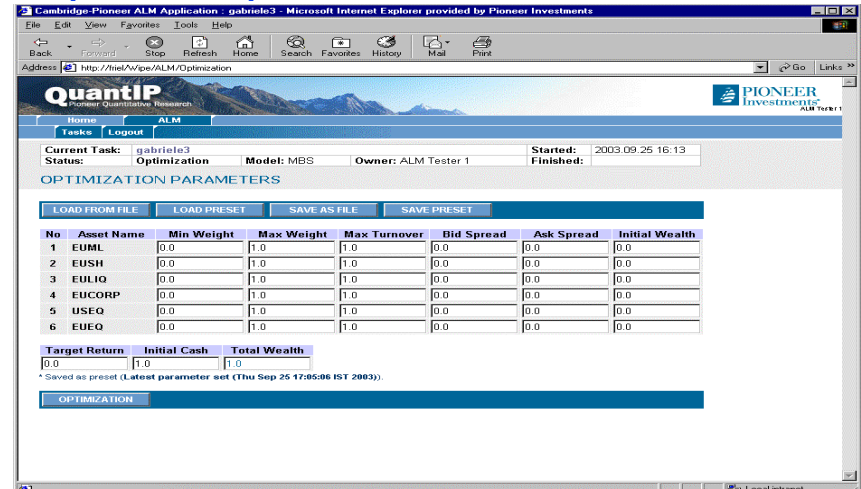 Cambridge-Pioneer ALM Application : gabriele3 - Microsoft Internet Explorer provided by Pioneer Investments
File Edit View Favorites Tools Help
Back Forward Stop Refresh Home Search Favorites History Mail Print
Address http://friel/Wipe/ALM/Optimization Go Links »
QuantIP
Pioneer Quantitative Research
PIONEER
Investments®
ALM Tester 1
Home ALM
Tasks Logout
Current Task: gabriele3 Started: 2003.09.25 16:13
Status: Optimization Model: MBS Owner: ALM Tester 1 Finished:
OPTIMIZATION PARAMETERS
LOAD FROM FILE LOAD PRESET SAVE AS FILE SAVE PRESET
No Asset Name Min Weight Max Weight Max Turnover Bid Spread Ask Spread Initial Wealth
1 EUML 0.0 1.0 1.0 0.0 0.0 0.0
2 EUSH 0.0 1.0 1.0 0.0 0.0 0.0
3 EULIQ 0.0 1.0 1.0 0.0 0.0 0.0
4 EUCORP 0.0 1.0 1.0 0.0 0.0 0.0
5 USEQ 0.0 1.0 1.0 0.0 0.0 0.0
6 EUEQ 0.0 1.0 1.0 0.0 0.0 0.0
Target Return Initial Cash Total Wealth
0.0 1.0 1.0
* Saved as preset (Latest parameter set (Thu Sep 25 17:05:06 IST 2003)).
OPTIMIZATION
Local intranet